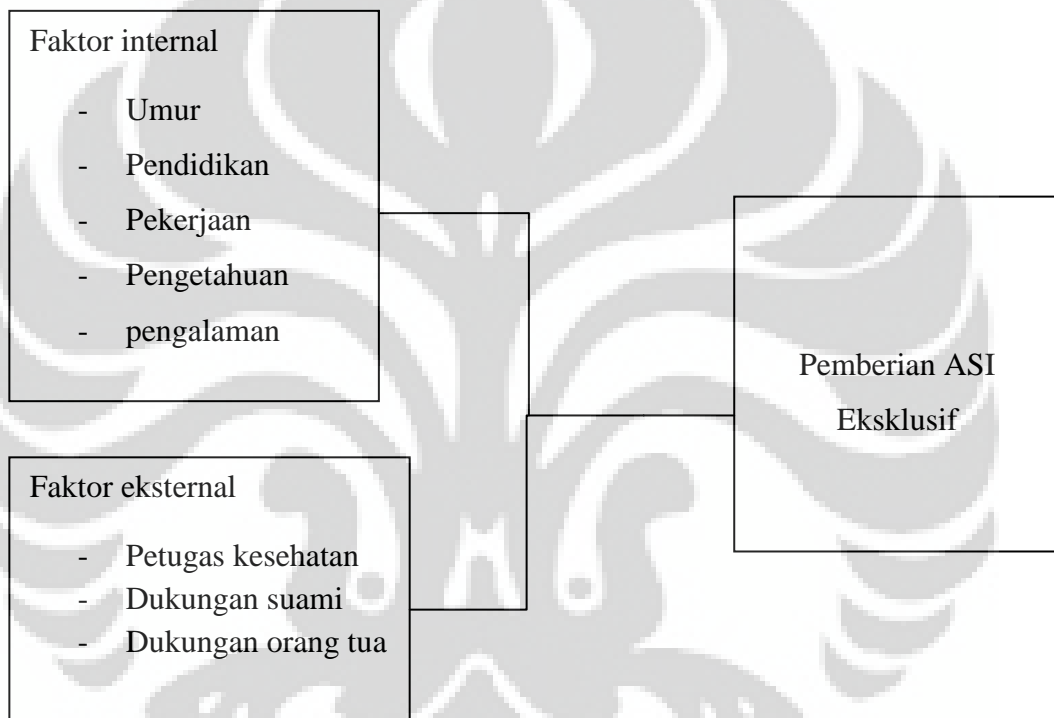 Faktor internal
- Umur
- Pendidikan
- Pekerjaan
- Pengetahuan
- pengalaman
Pemberian ASI
Eksklusif
Faktor eksternal
- Petugas kesehatan
- Dukungan suami
- Dukungan orang tua